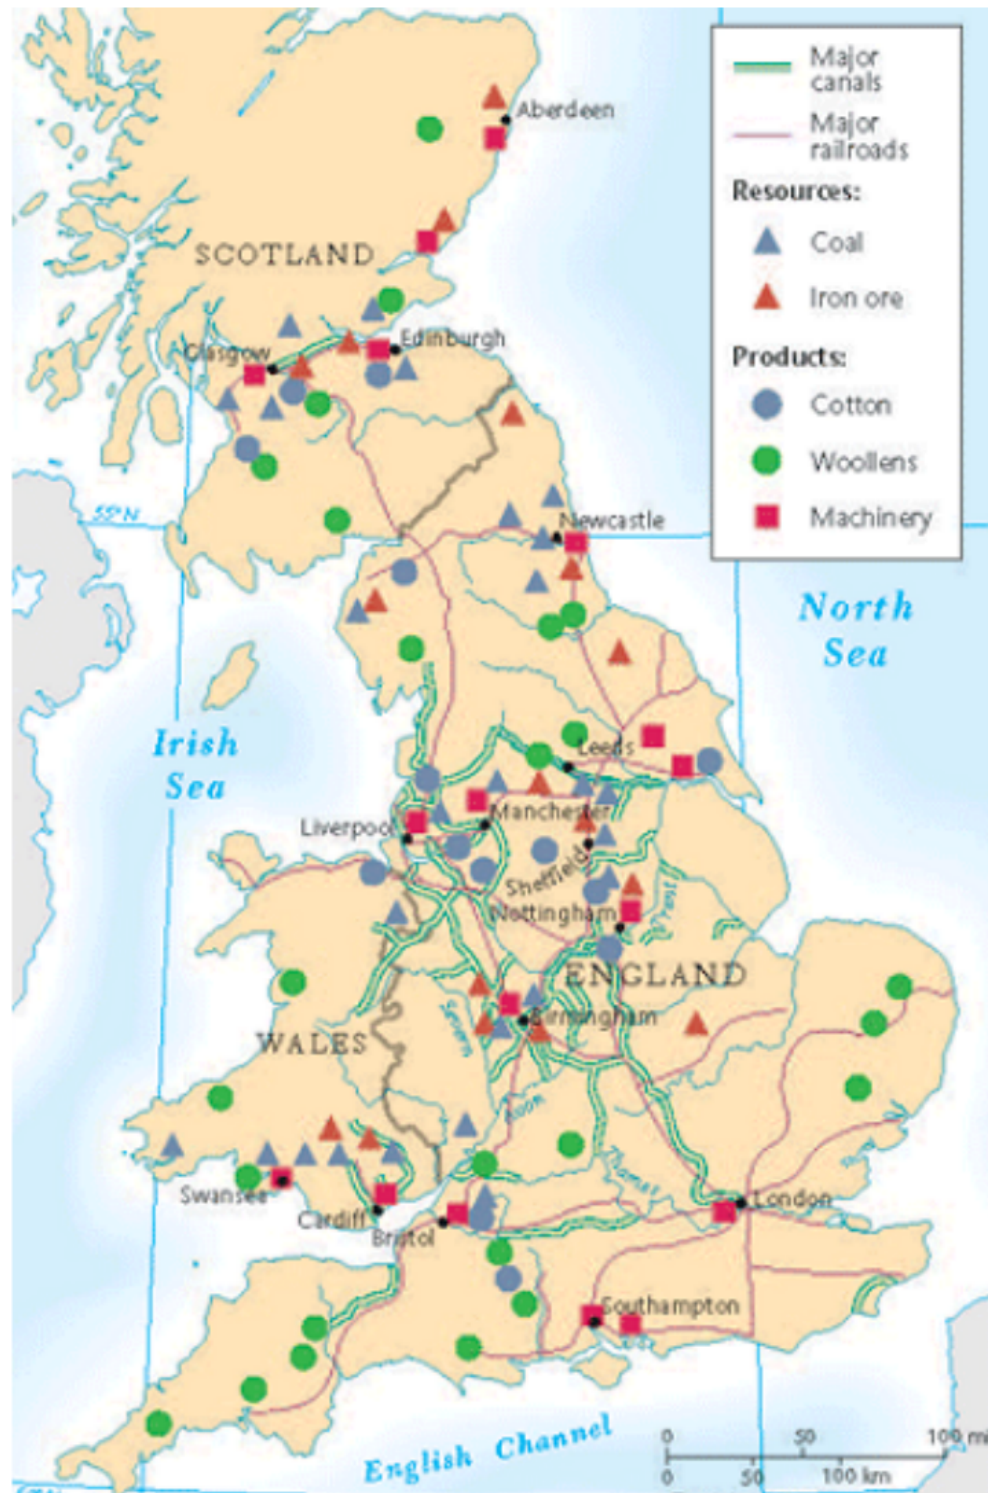 Major
canals
Major
railroads
Resources:
Coal
Iron ore
Products:
Cotton
Woollens
Machinery
Aberdeen
SCOTLAND
Edinburgh
Glasgow
55°N
Newcastle
North
Sea
Irish
Sea
Leeds
Manchester
Liverpool
Sheffield
Nottingham
Trent
ENGLAND
Birmingham
Severn
WALES
Avon
Thames
Swansea
Cardiff
Bristol
London
Southampton
English Channel
0 50 100 mi
0 50 100 km